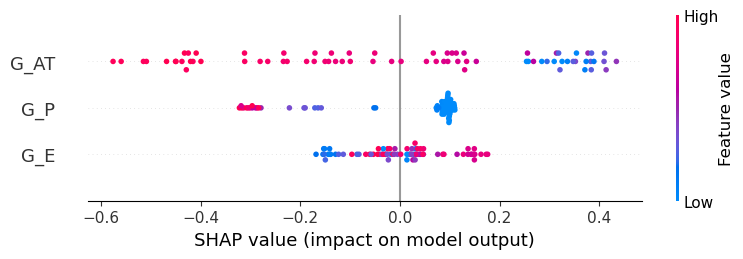 High
G_AT
G_P
G_E
Feature value
Low
−0.6 −0.4 −0.2 0.0 0.2 0.4
SHAP value (impact on model output)